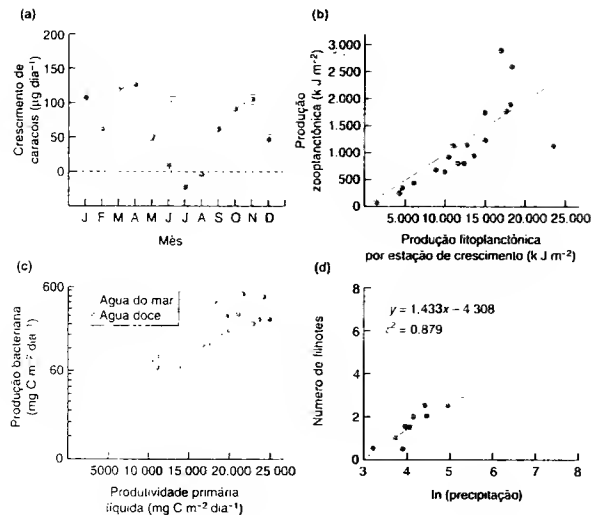 (a)
Crescimento de
caracóis (µg dia⁻¹)
200
150
100
50
0
J F M A M J J A S O N D
Mês
(b)
Produção
zooplanctônica (k J m⁻²)
3.000
2.500
2.000
1.500
1.000
500
5.000 10.000 15.000 20.000 25.000
Produção fitoplanctônica
por estação de crescimento (k J m⁻²)
(c)
Produção bacteriana
(mg C m⁻² dia⁻¹)
600
60
0
Agua do mar
Agua doce
5000 10 000 15.000 20.000 25 000
Produtividade primária
líquida (mg C m⁻² dia⁻¹)
(d)
Número de filhotes
8
6
4
2
0
y = 1,433x – 4 308
r² = 0.879
3 4 5 6 7 8
ln (precipitação)